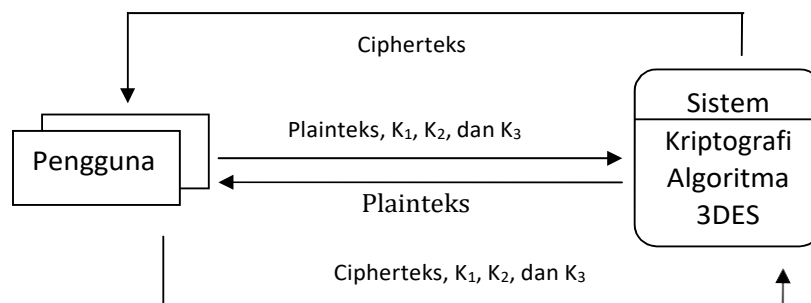 Cipherteks
Pengguna
Plainteks, K₁, K₂, dan K₃
Plainteks
Sistem
Kriptografi
Algoritma
3DES
Cipherteks, K₁, K₂, dan K₃